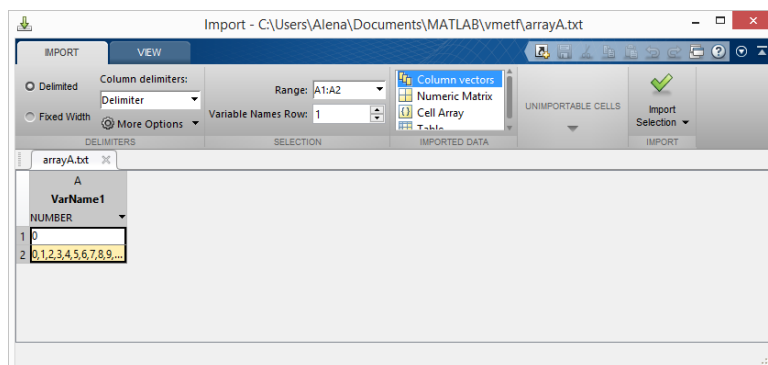 Import - C:\Users\Alena\Documents\MATLAB\vmetf\arrayA.txt
IMPORT VIEW
Delimited Column delimiters:
Delimiter
Fixed Width More Options
DELIMITERS
Range: A1:A2
Variable Names Row: 1
SELECTION
Column vectors
Numeric Matrix
Cell Array
Table
IMPORTED DATA
UNIMPORTABLE CELLS
Import
Selection
IMPORT
arrayA.txt
A
VarName1
NUMBER
1 0
2 0,1,2,3,4,5,6,7,8,9,...